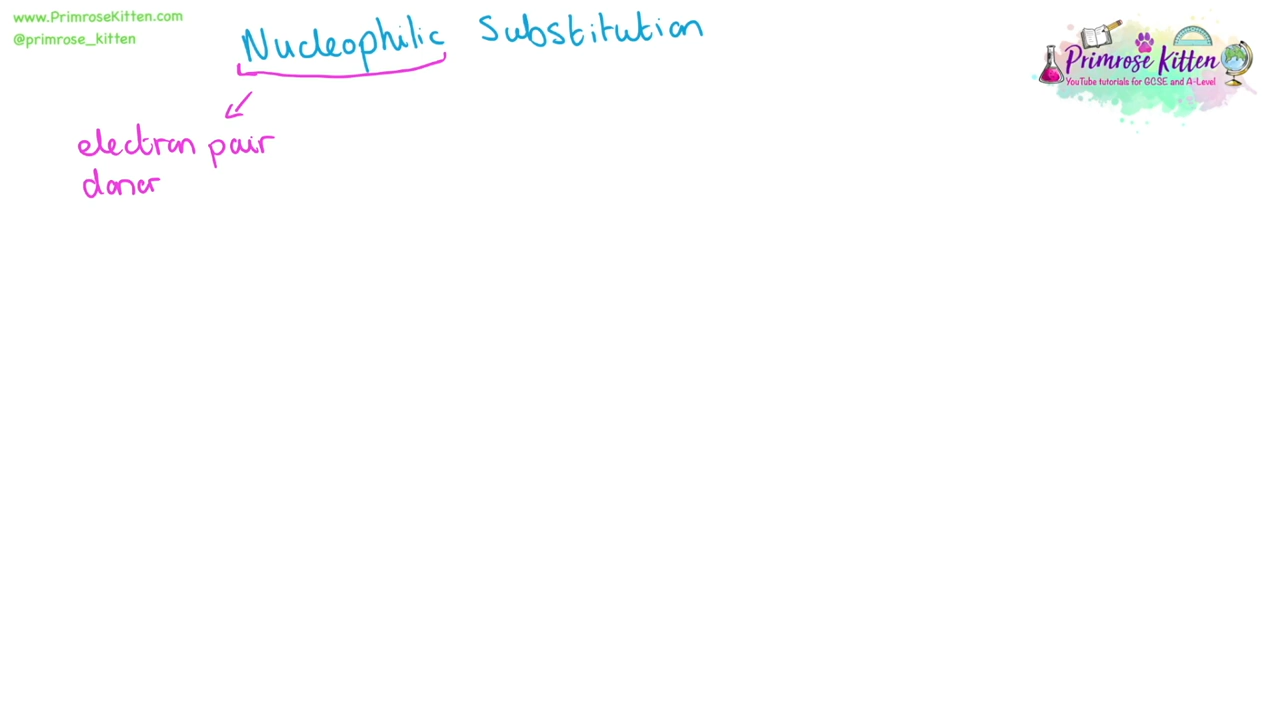 www.PrimroseKitten.com
@primrose_kitten
Nucleophilic Substitution
Primrose Kitten
YouTube tutorials for GCSE and A-Level
electron pair
donor